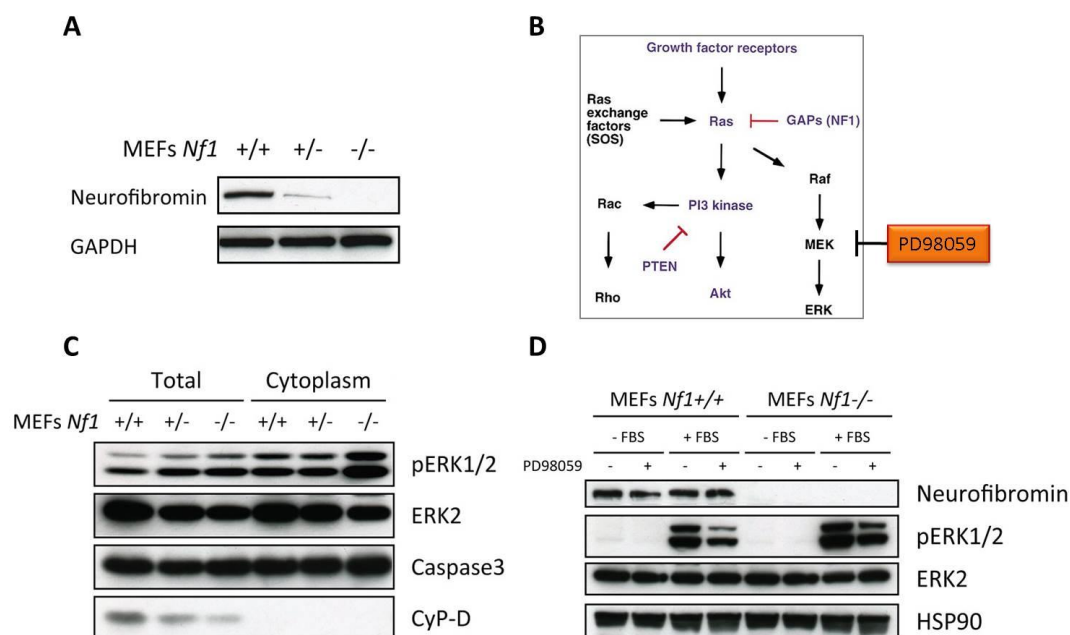 A
MEFs Nf1 +/+ +/- -/-
Neurofibromin
GAPDH
B
Growth factor receptors
Ras
exchange
factors
(SOS)
Ras
GAPs (NF1)
Raf
Rac
PI3 kinase
MEK
PD98059
PTEN
Rho
Akt
ERK
C
Total Cytoplasm
MEFs Nf1 +/+ +/- -/- +/+ +/- -/-
pERK1/2
ERK2
Caspase3
CyP-D
D
MEFs Nf1+/+ MEFs Nf1-/-
- FBS + FBS - FBS + FBS
PD98059 - + - + - + - +
Neurofibromin
pERK1/2
ERK2
HSP90